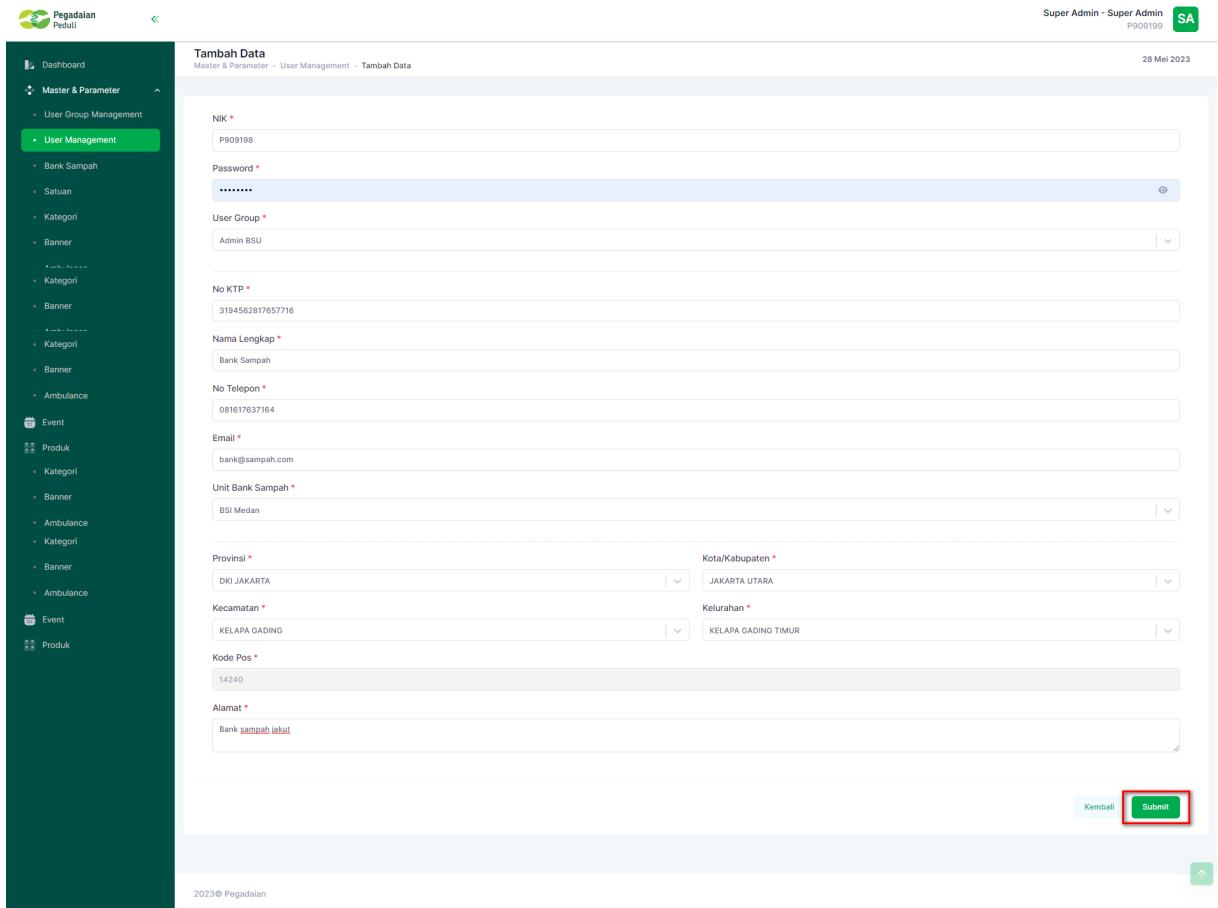 Pegadaian
Peduli
Super Admin - Super Admin
P909199
SA
Dashboard
Master & Parameter
User Group Management
User Management
Bank Sampah
Satuan
Kategori
Banner
Kategori
Banner
Kategori
Banner
Ambulance
Event
Produk
Kategori
Banner
Ambulance
Kategori
Banner
Ambulance
Event
Produk
Tambah Data
Master & Parameter - User Management - Tambah Data
28 Mei 2023
NIK *
P909198
Password *
••••••••
User Group *
Admin BSU
No KTP *
3194562817657716
Nama Lengkap *
Bank Sampah
No Telepon *
081617637164
Email *
bank@sampah.com
Unit Bank Sampah *
BSI Medan
Provinsi *
DKI JAKARTA
Kota/Kabupaten *
JAKARTA UTARA
Kecamatan *
KELAPA GADING
Kelurahan *
KELAPA GADING TIMUR
Kode Pos *
14240
Alamat *
Bank sampah jakut
Kembali
Submit
2023© Pegadaian